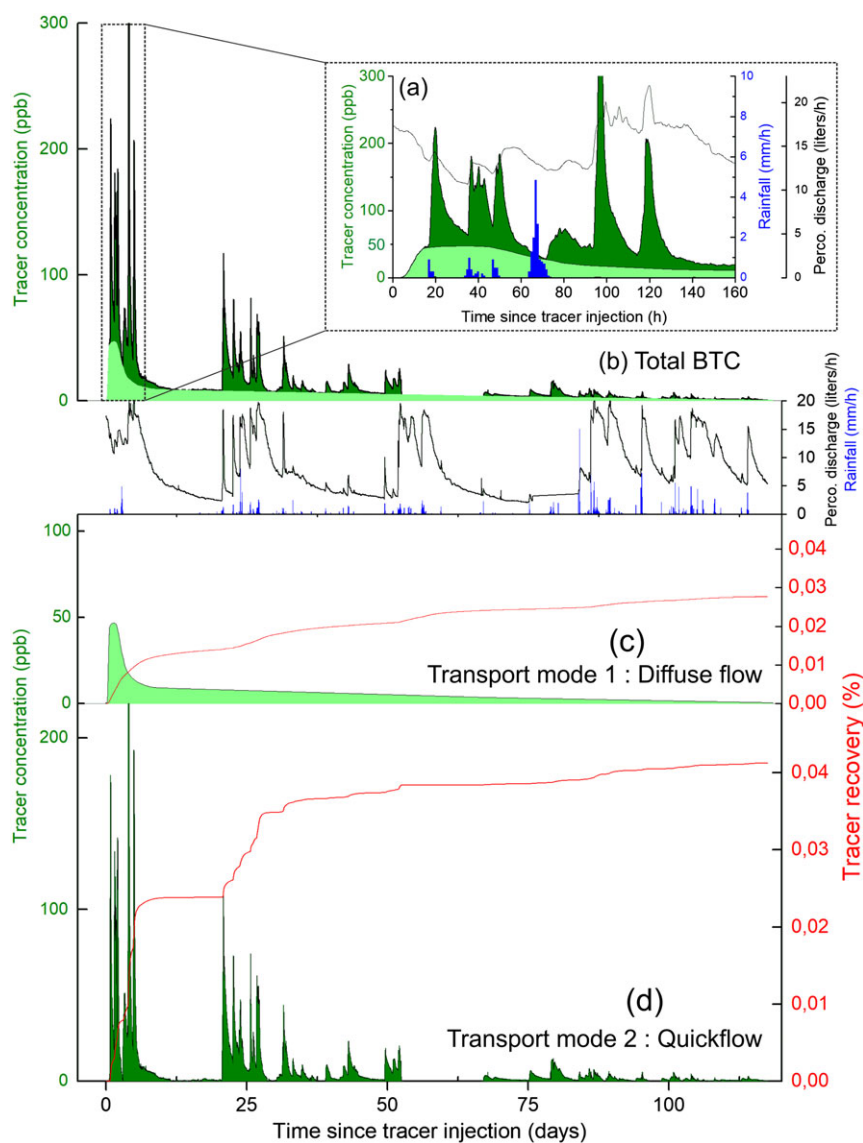 300
200
100
0
Tracer concentration (ppb)
(a)
300
250
200
150
100
50
0
Tracer concentration (ppb)
10
8
6
4
2
0
Rainfall (mm/h)
20
15
10
5
0
Perco. discharge (liters/h)
0 20 40 60 80 100 120 140 160
Time since tracer injection (h)
(b) Total BTC
20
15
10
5
0
Perco. discharge (liters/h)
Rainfall (mm/h)
100
50
0
Tracer concentration (ppb)
0,04
0,03
0,02
0,01
0,00
(c)
Transport mode 1 : Diffuse flow
200
100
0
Tracer concentration (ppb)
0,04
0,03
0,02
0,01
0,00
Tracer recovery (%)
(d)
Transport mode 2 : Quickflow
0 25 50 75 100
Time since tracer injection (days)